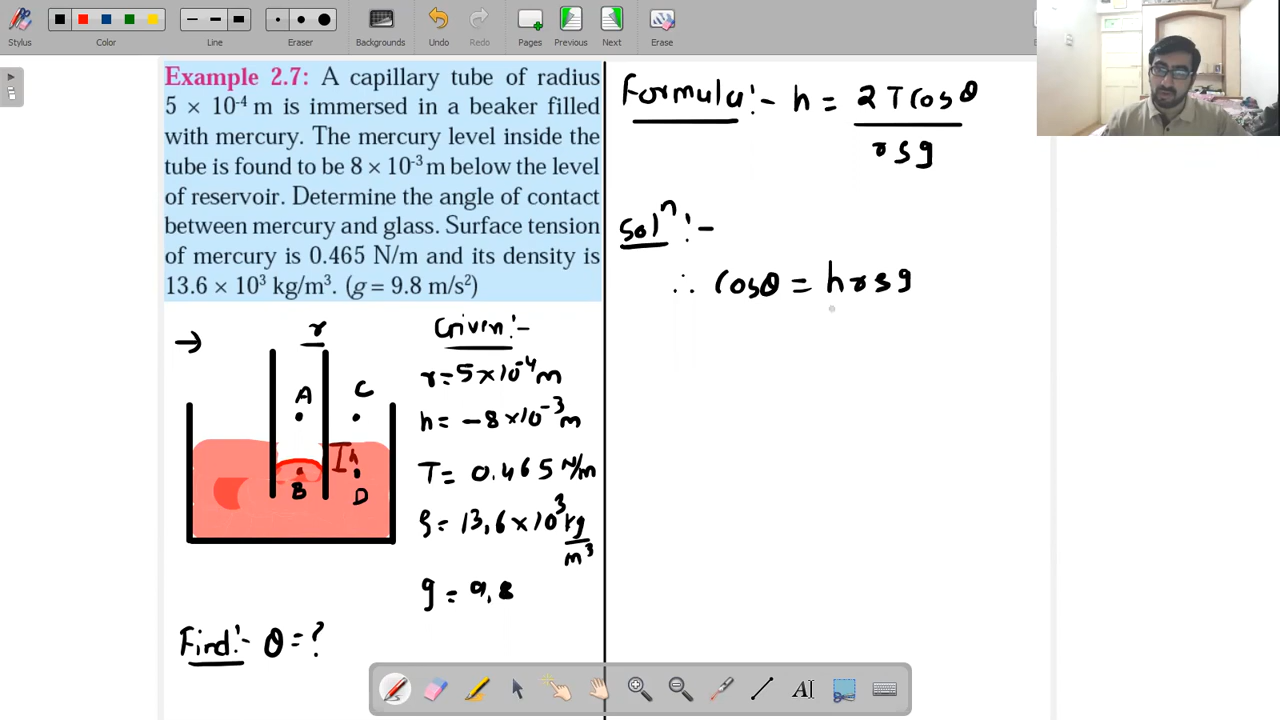 Stylus
Color
Line
Eraser
Backgrounds
Undo
Redo
Pages
Previous
Next
Erase
Example 2.7: A capillary tube of radius
5 × 10⁻⁴ m is immersed in a beaker filled
with mercury. The mercury level inside the
tube is found to be 8 × 10⁻³ m below the level
of reservoir. Determine the angle of contact
between mercury and glass. Surface tension
of mercury is 0.465 N/m and its density is
13.6 × 10³ kg/m³. (g = 9.8 m/s²)
→
r
A
C
h
B
D
Find:- θ = ?
Given:-
r = 5×10⁻⁴ m
h = -8×10⁻³ m
T = 0.465 N/m
ρ = 13.6×10³ kg/m³
g = 9.8
Formula:- h = 2Tcosθ / rρg
Solⁿ:-
∴ cosθ = hrρg